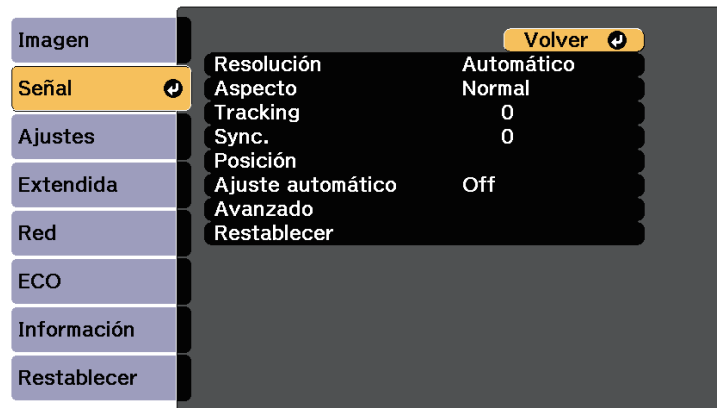 Imagen
Señal
Ajustes
Extendida
Red
ECO
Información
Restablecer
Volver
Resolución Automático
Aspecto Normal
Tracking 0
Sync. 0
Posición
Ajuste automático Off
Avanzado
Restablecer